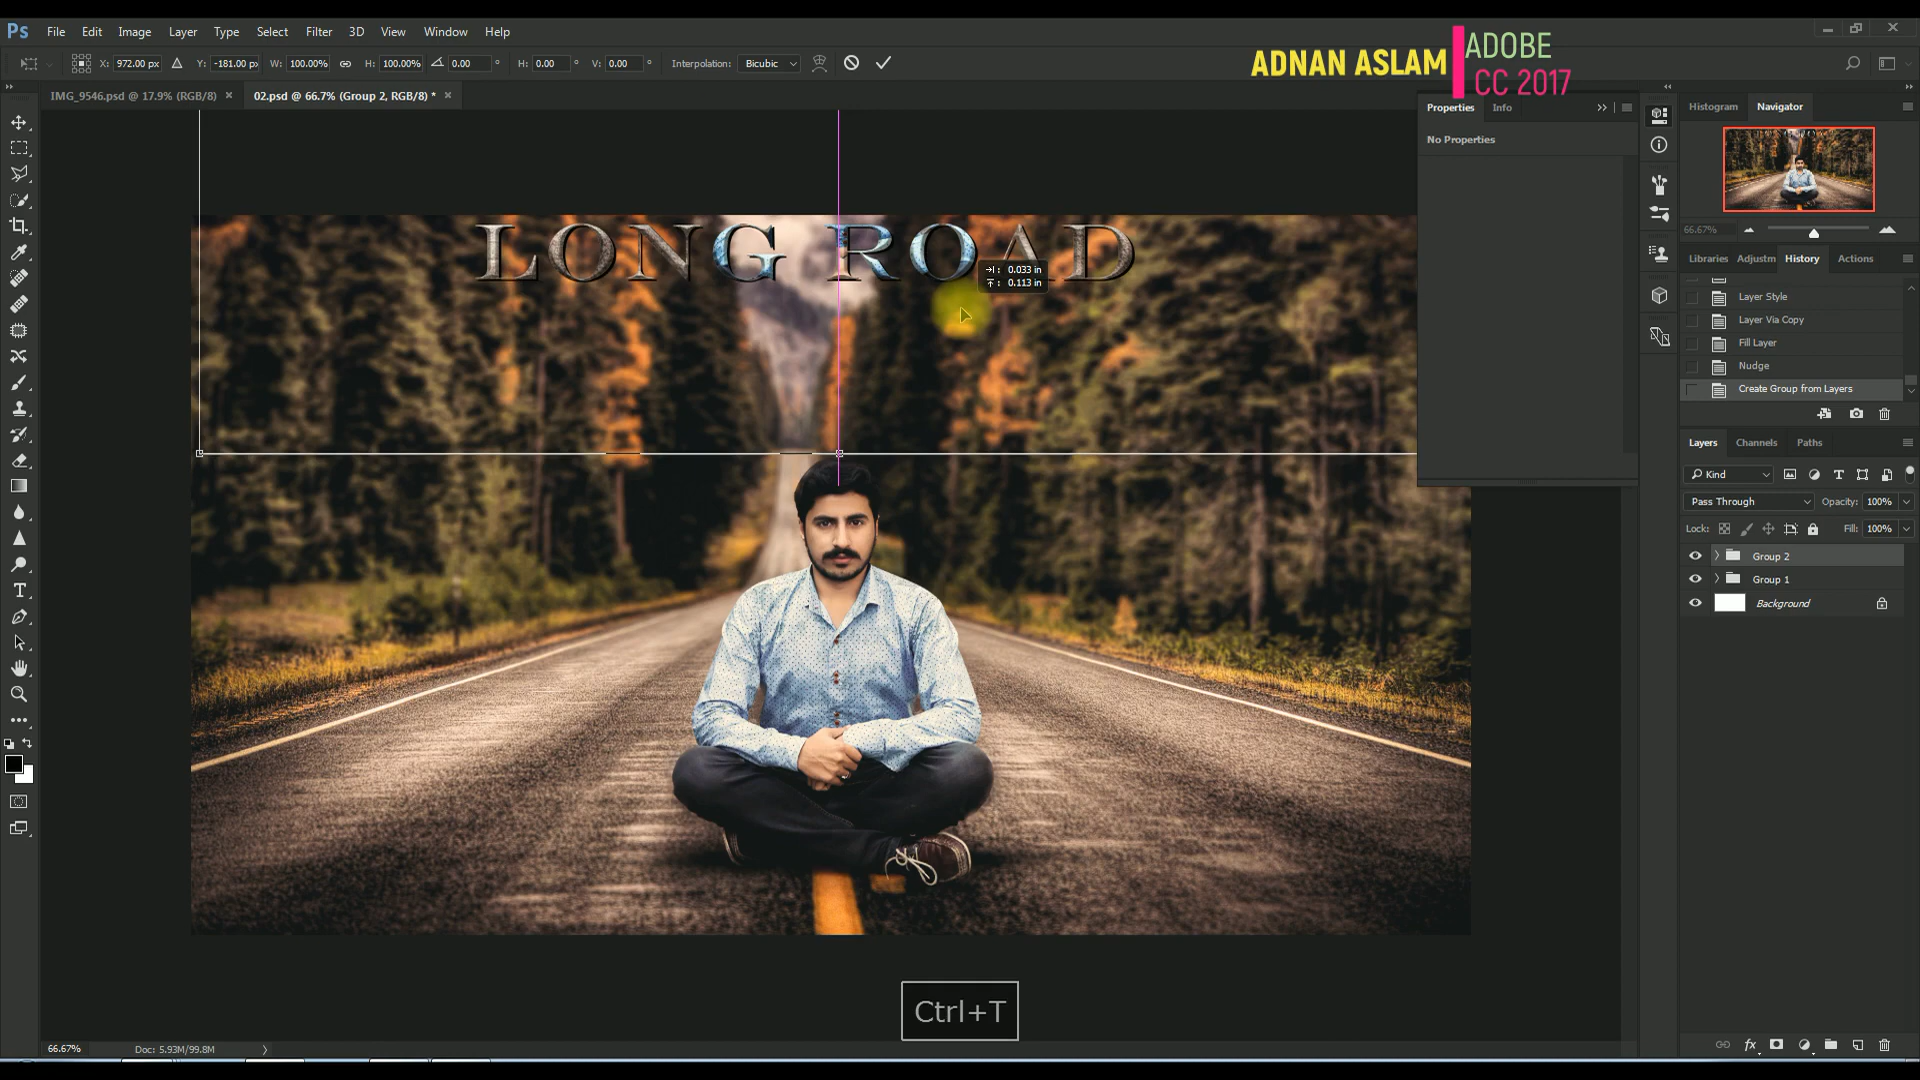 Ps File Edit Image Layer Type Select Filter 3D View Window Help
ADNAN ASLAM
ADOBE
CC 2017
X: 972.00 px Y: -181.00 px W: 100.00% H: 100.00% 0.00 ° H: 0.00 ° V: 0.00 ° Interpolation: Bicubic
IMG_9546.psd @ 17.9% (RGB/8) × 02.psd @ 66.7% (Group 2, RGB/8) * ×
Properties Info
No Properties
Histogram Navigator
66.67%
Libraries Adjustm History Actions
Layer Style
Layer Via Copy
Fill Layer
Nudge
Create Group from Layers
Layers Channels Paths
Kind
Pass Through Opacity: 100%
Lock: Fill: 100%
Group 2
Group 1
Background
LONG ROAD
0.033 in
0.113 in
Ctrl+T
66.67% Doc: 5.93M/99.8M
fx